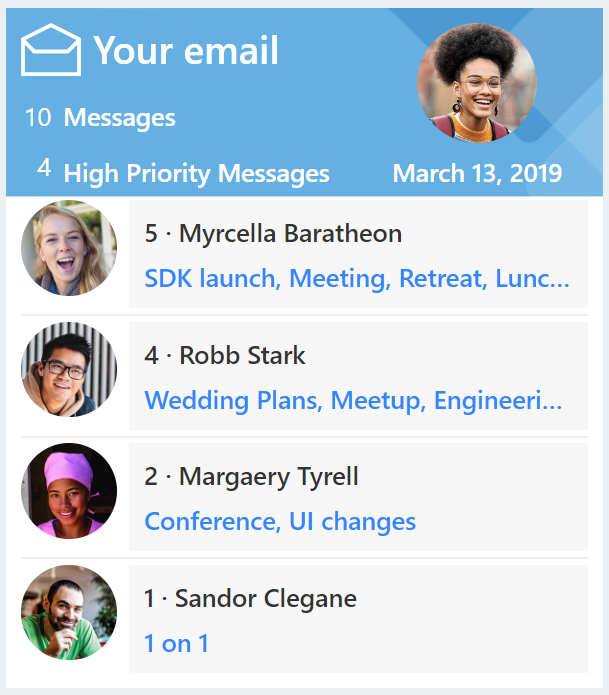 Your email
10 Messages
4 High Priority Messages
March 13, 2019
5 · Myrcella Baratheon
SDK launch, Meeting, Retreat, Lunc...
4 · Robb Stark
Wedding Plans, Meetup, Engineeri...
2 · Margaery Tyrell
Conference, UI changes
1 · Sandor Clegane
1 on 1